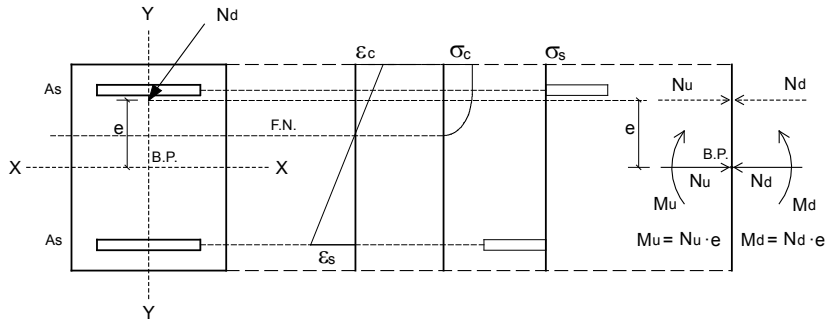 Y
Nd
εc
σc
σs
As
Nu
Nd
e
F.N.
e
X
B.P.
X
B.P.
Nu
Nd
Mu
Md
As
Mu = Nu · e
Md = Nd · e
εs
Y